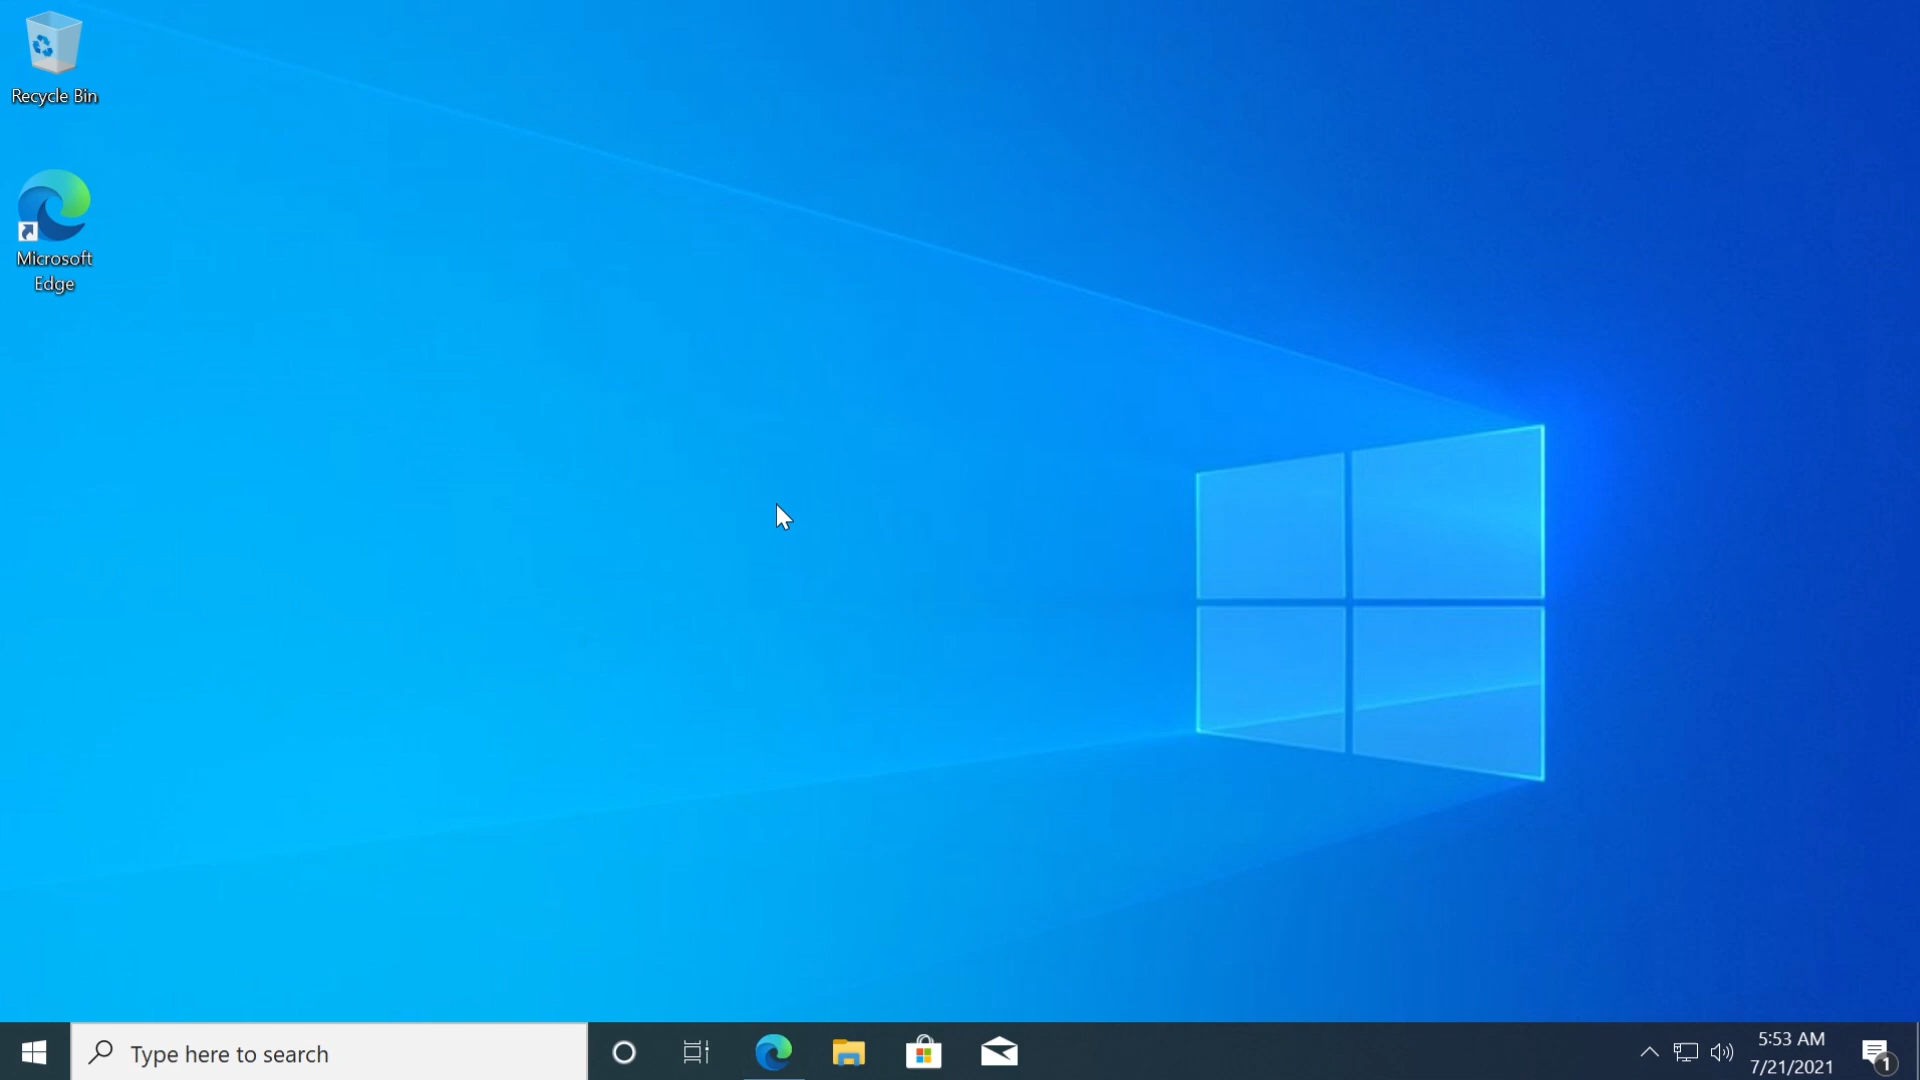 Recycle Bin
Microsoft
Edge
Type here to search
5:53 AM
7/21/2021
1